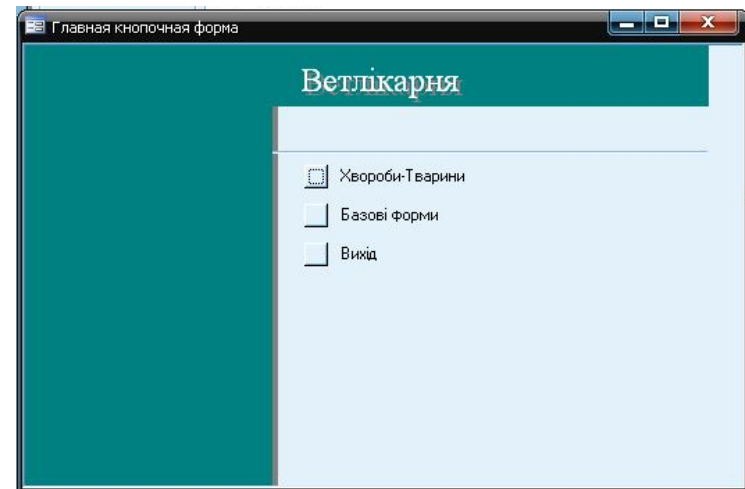 Главная кнопочная форма
Ветлікарня
Хвороби-Тварини
Базові форми
Вихід